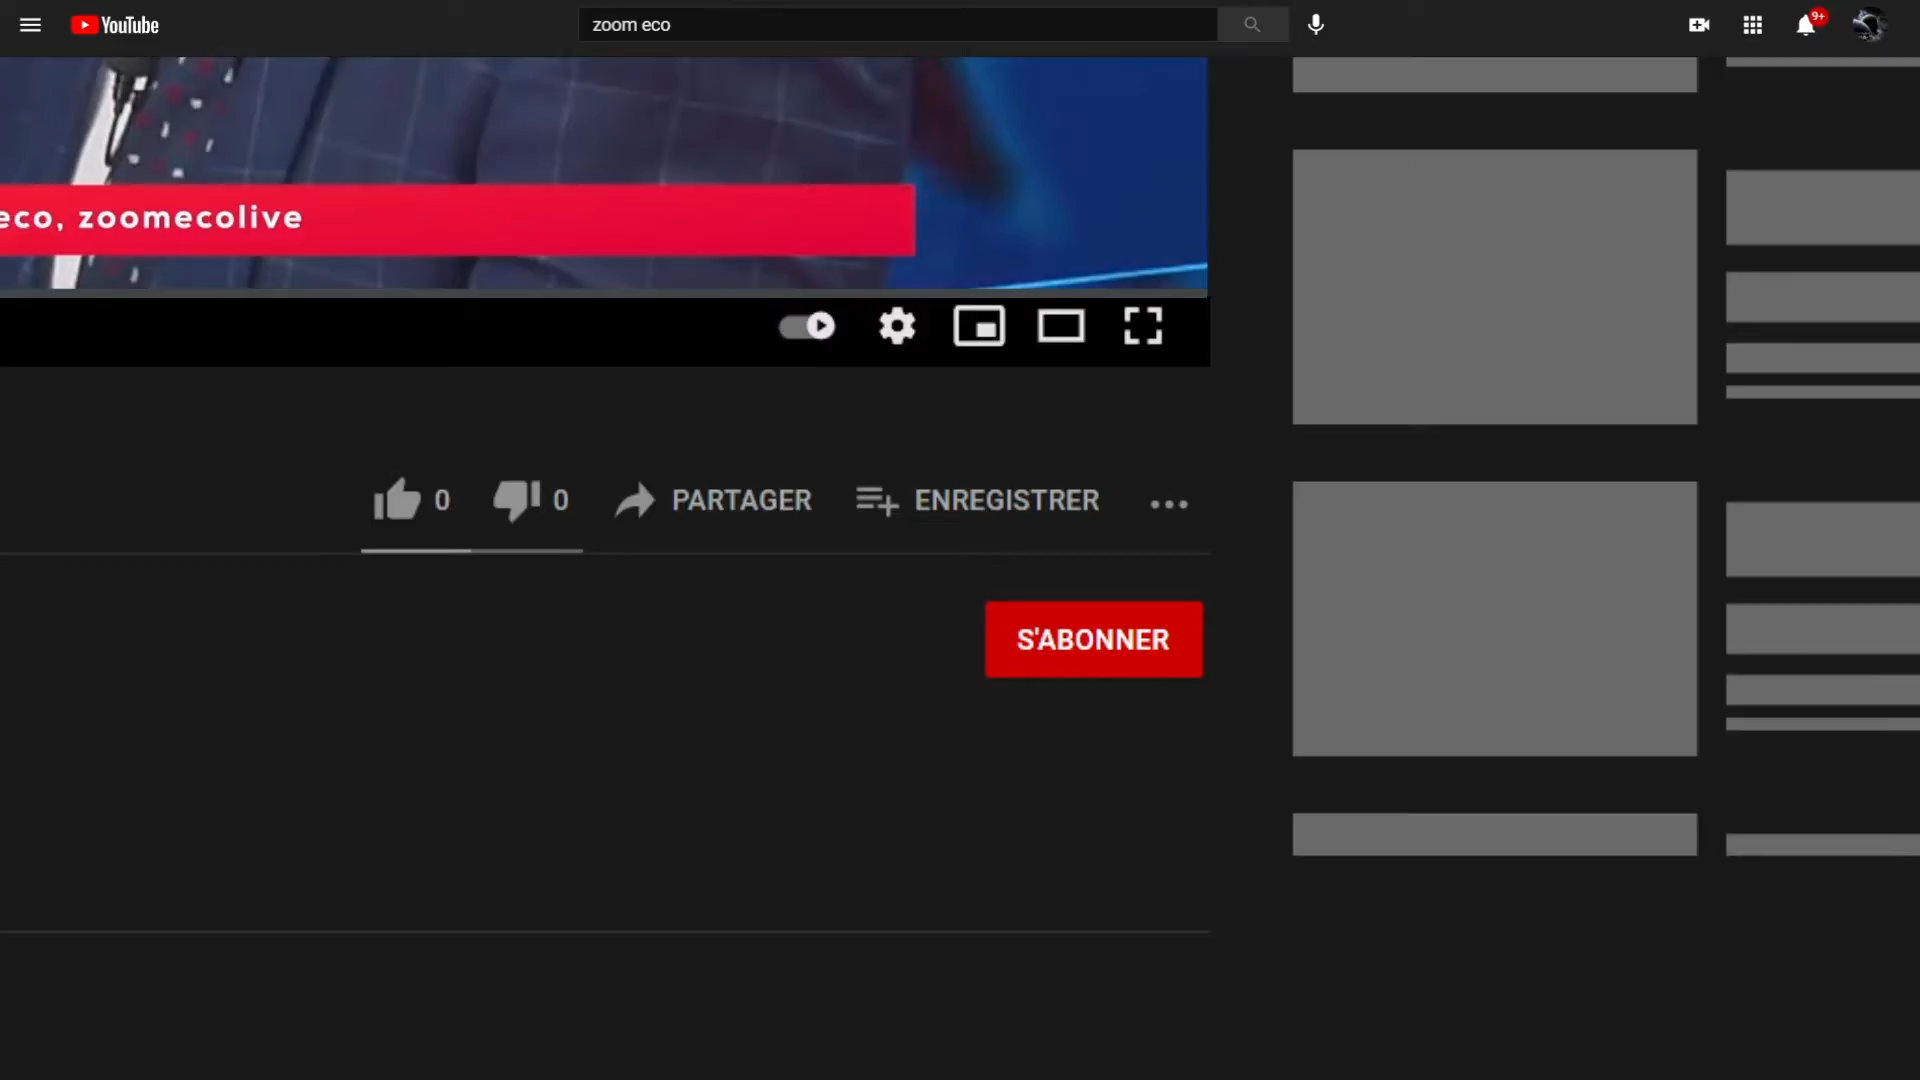 YouTube
zoom eco
9+
eco, zoomecolive
0
0
PARTAGER
ENREGISTRER
S'ABONNER